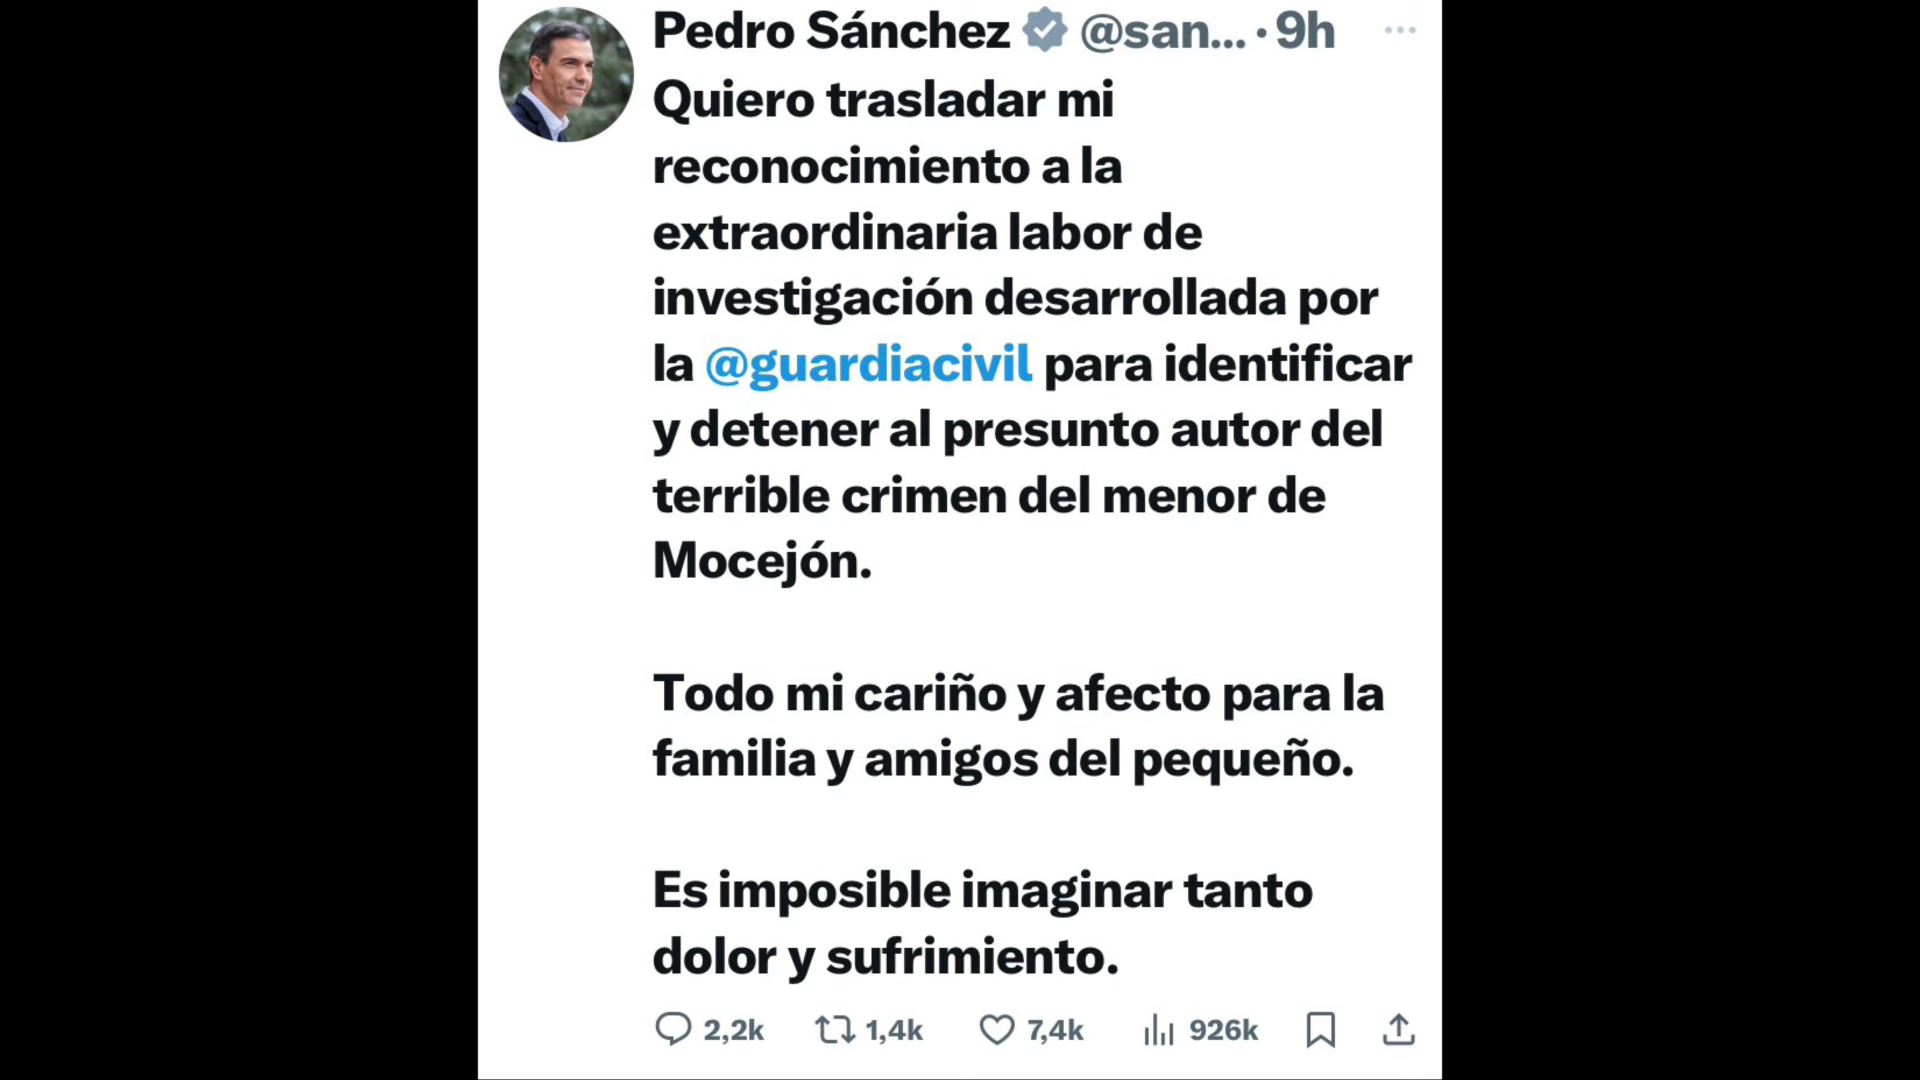 Pedro Sánchez @san... · 9h
Quiero trasladar mi
reconocimiento a la
extraordinaria labor de
investigación desarrollada por
la @guardiacivil para identificar
y detener al presunto autor del
terrible crimen del menor de
Mocejón.
Todo mi cariño y afecto para la
familia y amigos del pequeño.
Es imposible imaginar tanto
dolor y sufrimiento.
2,2k 1,4k 7,4k 926k